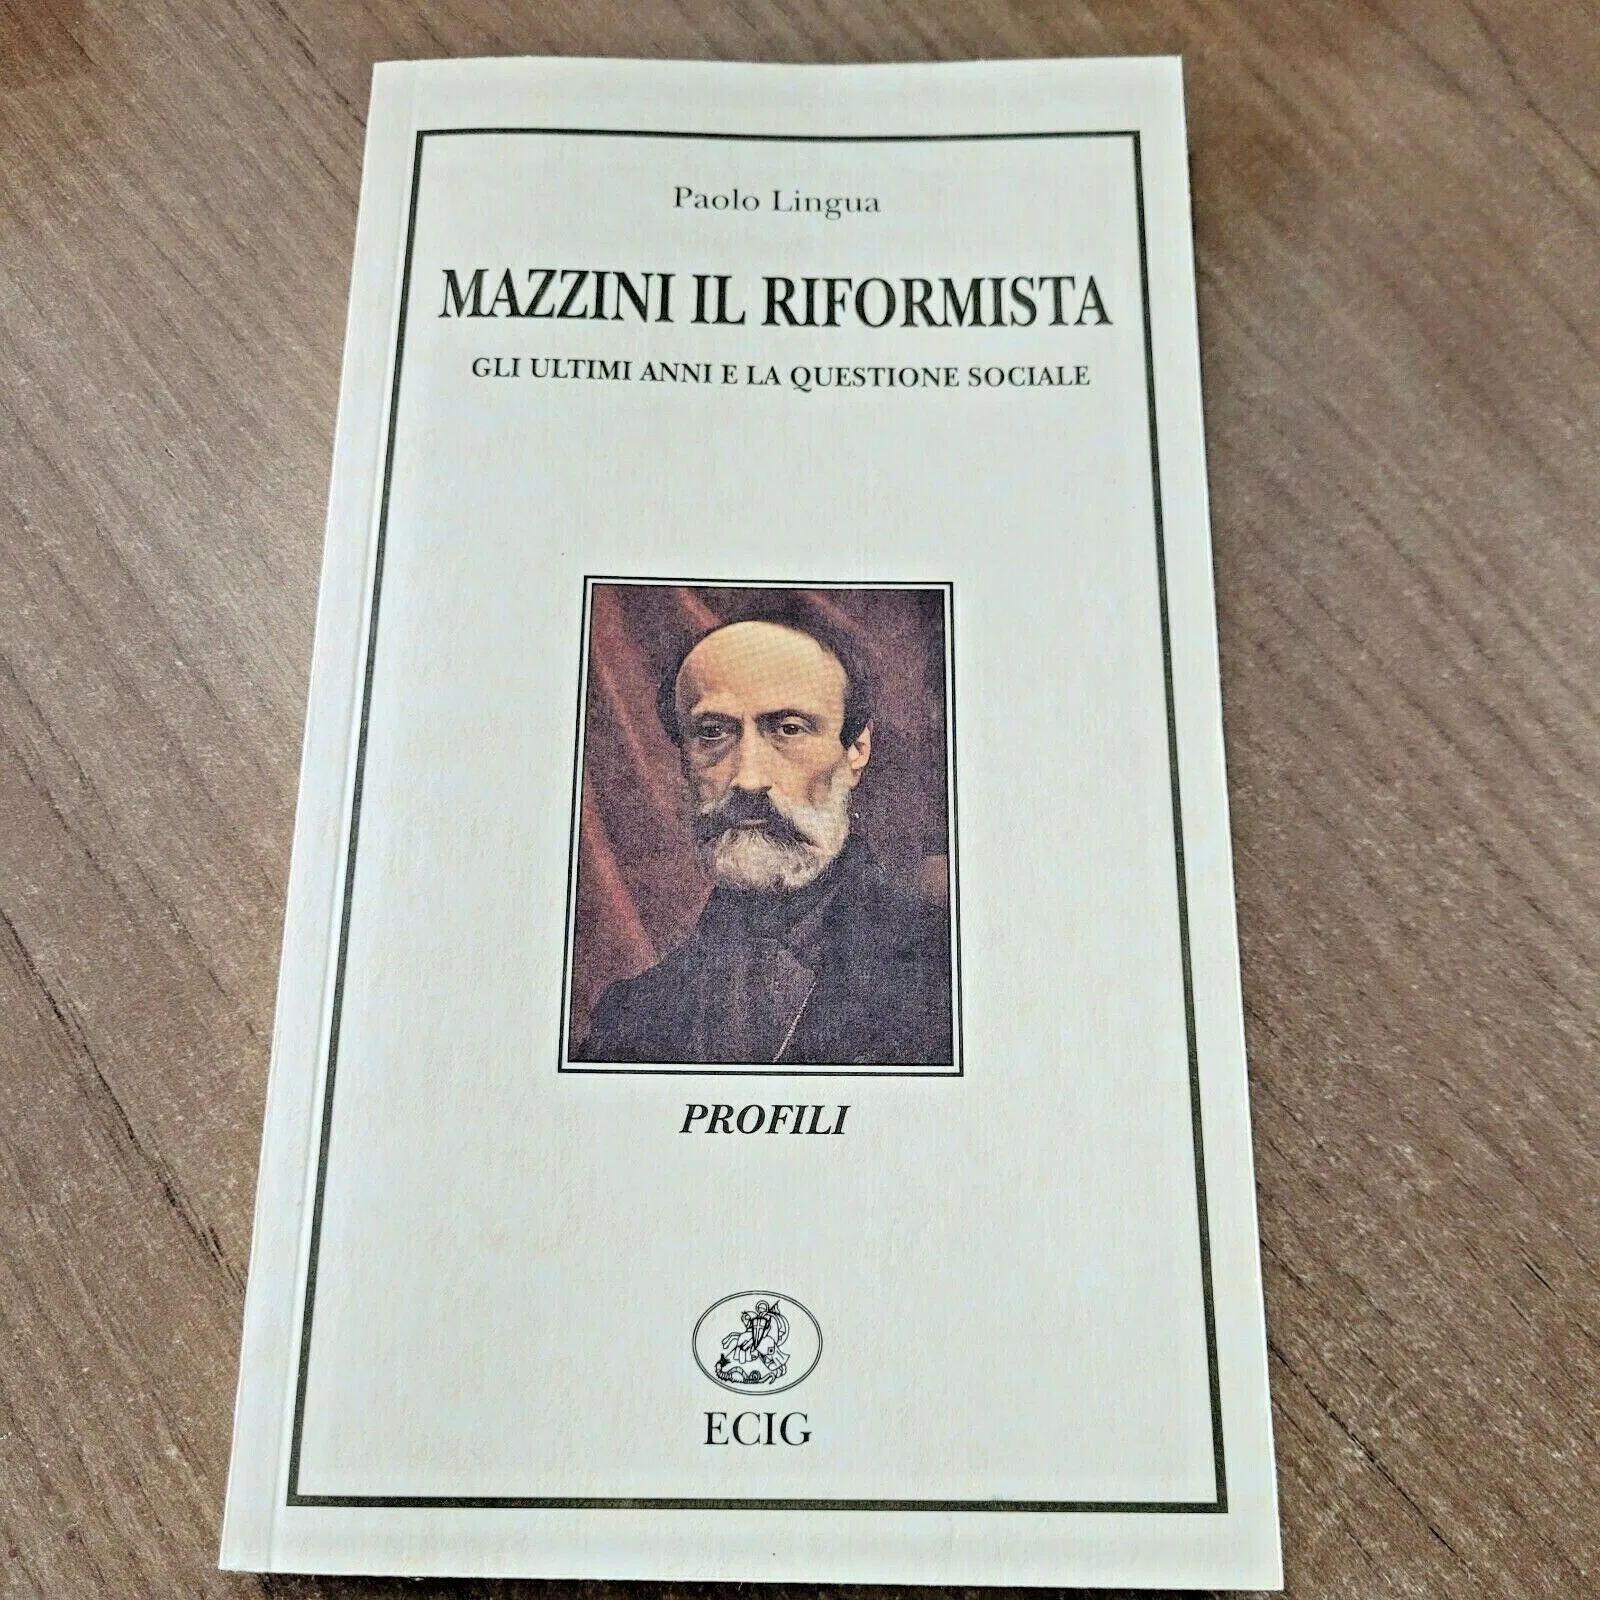 Paolo Lingua
MAZZINI IL RIFORMISTA
GLI ULTIMI ANNI E LA QUESTIONE SOCIALE
PROFILI
ECIG